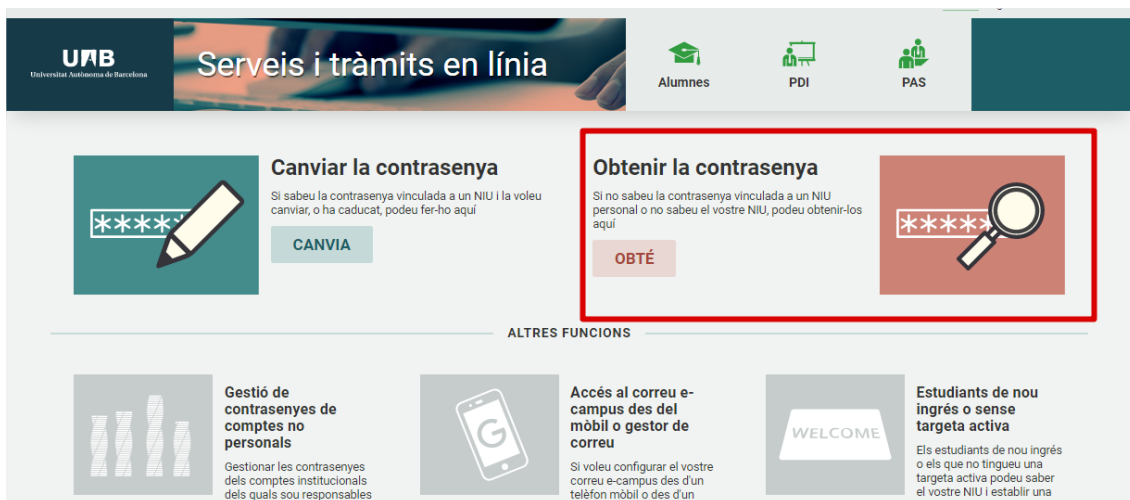 UAB
Universitat Autònoma de Barcelona
Serveis i tràmits en línia
Alumnes
PDI
PAS
Canviar la contrasenya
Si sabeu la contrasenya vinculada a un NIU i la voleu
canviar, o ha caducat, podeu fer-ho aquí
CANVIA
Obtenir la contrasenya
Si no sabeu la contrasenya vinculada a un NIU
personal o no sabeu el vostre NIU, podeu obtenir-los
aquí
OBTÉ
ALTRES FUNCIONS
Gestió de
contrasenyes de
comptes no
personals
Gestionar les contrasenyes
dels comptes institucionals
dels quals sou responsables
G
Accés al correu e-
campus des del
mòbil o gestor de
correu
Si voleu configurar el vostre
correu e-campus des d'un
telèfon mòbil o des d'un
WELCOME
Estudiants de nou
ingrés o sense
targeta activa
Els estudiants de nou ingrés
o els que no tingueu una
targeta activa podeu saber
el vostre NIU i establir una